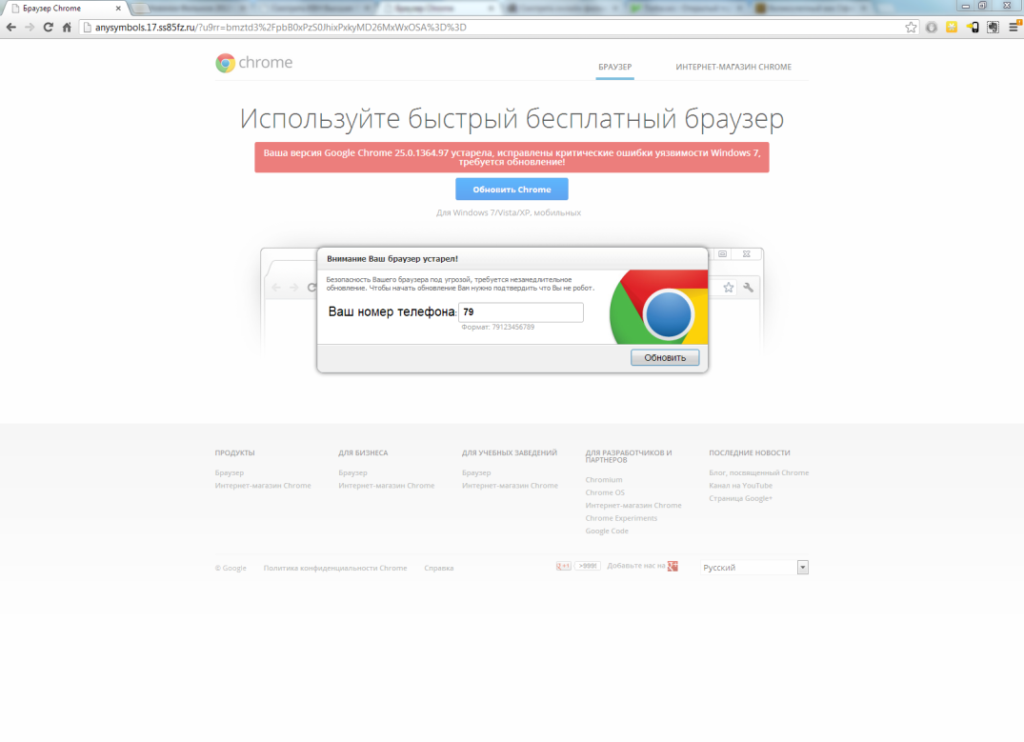 Браузер Chrome
Браузер Chrome
anysymbols.17.ss85fz.ru/?u9rr=bmztd3%2FpbB0xPzS0JhixPxkyMD26MxWxOSA%3D%3D
chrome
БРАУЗЕР
ИНТЕРНЕТ-МАГАЗИН CHROME
Используйте быстрый бесплатный браузер
Ваша версия Google Chrome 25.0.1364.97 устарела, исправлены критические ошибки уязвимости Windows 7,
требуется обновление!
Обновить Chrome
Для Windows 7/Vista/XP, мобильных
Внимание Ваш браузер устарел!
Безопасность Вашего браузера под угрозой, требуется незамедлительное
обновление. Чтобы начать обновление Вам нужно подтвердить что Вы не робот.
Ваш номер телефона: 79
Формат: 79123456789
Обновить
ПРОДУКТЫ
Браузер
Интернет-магазин Chrome
ДЛЯ БИЗНЕСА
Браузер
Интернет-магазин Chrome
ДЛЯ УЧЕБНЫХ ЗАВЕДЕНИЙ
Браузер
Интернет-магазин Chrome
ДЛЯ РАЗРАБОТЧИКОВ И
ПАРТНЕРОВ
Chromium
Chrome OS
Интернет-магазин Chrome
Chrome Experiments
Google Code
ПОСЛЕДНИЕ НОВОСТИ
Блог, посвященный Chrome
Канал на YouTube
Страница Google+
© Google
Политика конфиденциальности Chrome
Справка
Добавьте нас на
Русский